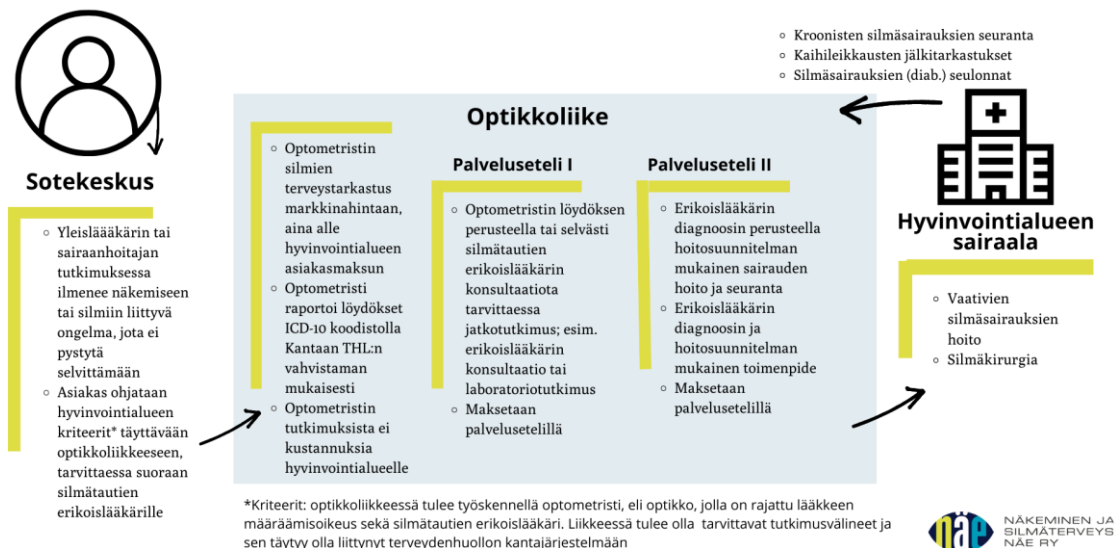 Sotekeskus
◦ Yleislääääkärin tai
sairaanhoitajan
tutkimuksessa
ilmenee näkemiseen
tai silmiin liittyvä
ongelma, jota ei
pystytä
selvittämään
◦ Asiakas ohjataan
hyvinvointialueen
kriteerit* täyttävään
optikkoliikkeeseen,
tarvittaessa suoraan
silmätautien
erikoislääkärille
Optikkoliike
◦ Optometristin
silmien
terveystarkastus
markkinahintaan,
aina alle
hyvinvointialueen
asiakasmaksun
◦ Optometristi
raportoi löydökset
ICD-10 koodistolla
Kantaan THL:n
vahvistaman
mukaisesti
◦ Optometristin
tutkimuksista ei
kustannuksia
hyvinvointialueelle
Palveluseteli I
◦ Optometristin löydöksen
perusteella tai selvästi
silmätautien
erikoislääkärin
konsultaatiota
tarvittaessa
jatkotutkimus; esim.
erikoislääkärin
konsultaatio tai
laboratoriotutkimus
◦ Maksetaan
palvelusetelillä
Palveluseteli II
◦ Erikoislääkärin
diagnosin perusteella
hoitosuunnitelman
mukainen sairauden
hoito ja seuranta
◦ Erikoislääkärin
diagnosin ja
hoitosuunnitelman
mukainen toimenpide
◦ Maksetaan
palvelusetelillä
◦ Kroonisten silmäsairauksien seuranta
◦ Kaihileikkausten jälkitarkastukset
◦ Silmäsairauksien (diab.) seulonnat
Hyvinvointialueen
sairaala
◦ Vaativien
silmäsairauksien
hoito
◦ Silmäkirurgia
*Kriteerit: optikkoliikkeessä tulee työskennellä optometristi, eli optikko, jolla on rajattu lääkkeen
määräämisoikeus sekä silmätautien erikoislääkäri. Liikkeessä tulee olla tarvittavat tutkimusvälineet ja
sen täytyy olla liittynyt terveydenhuollon kantajärjestelmään
näe
NÄKEMINEN JA
SILMÄTERVEYS
NÄE RY